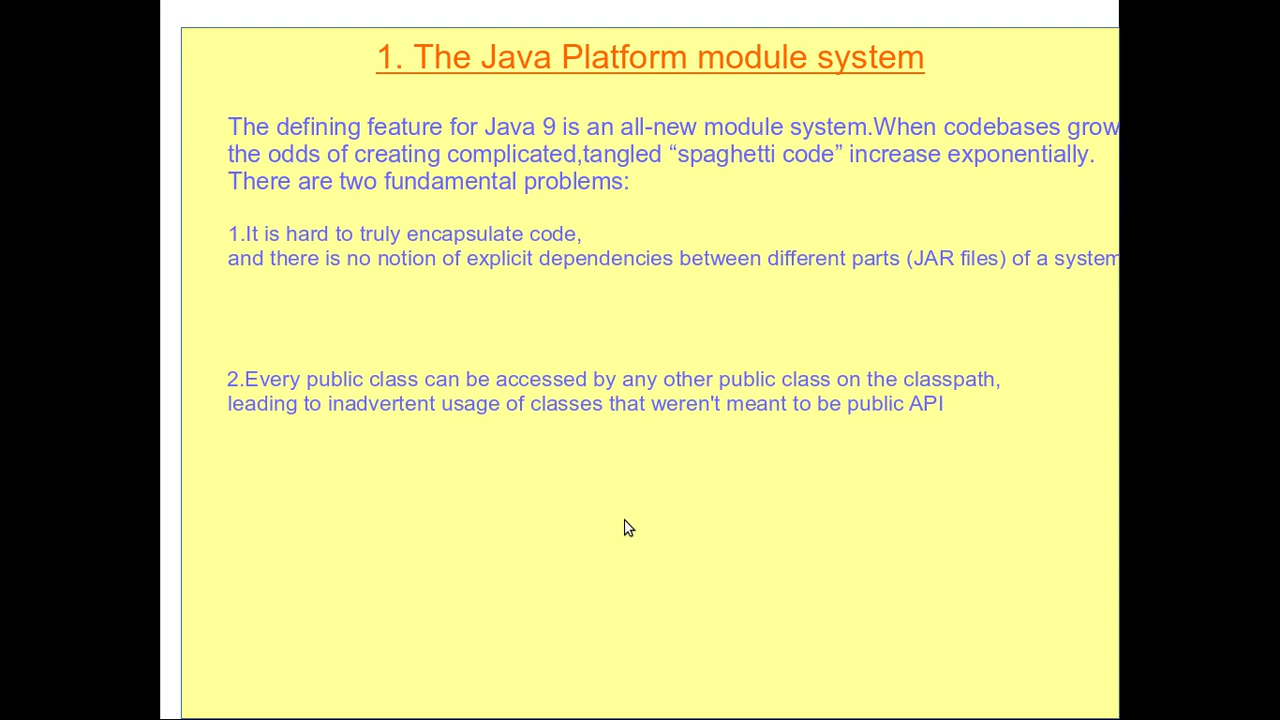 1. The Java Platform module system
The defining feature for Java 9 is an all-new module system.When codebases grow
the odds of creating complicated,tangled “spaghetti code” increase exponentially.
There are two fundamental problems:
1.It is hard to truly encapsulate code,
and there is no notion of explicit dependencies between different parts (JAR files) of a system
2.Every public class can be accessed by any other public class on the classpath,
leading to inadvertent usage of classes that weren't meant to be public API